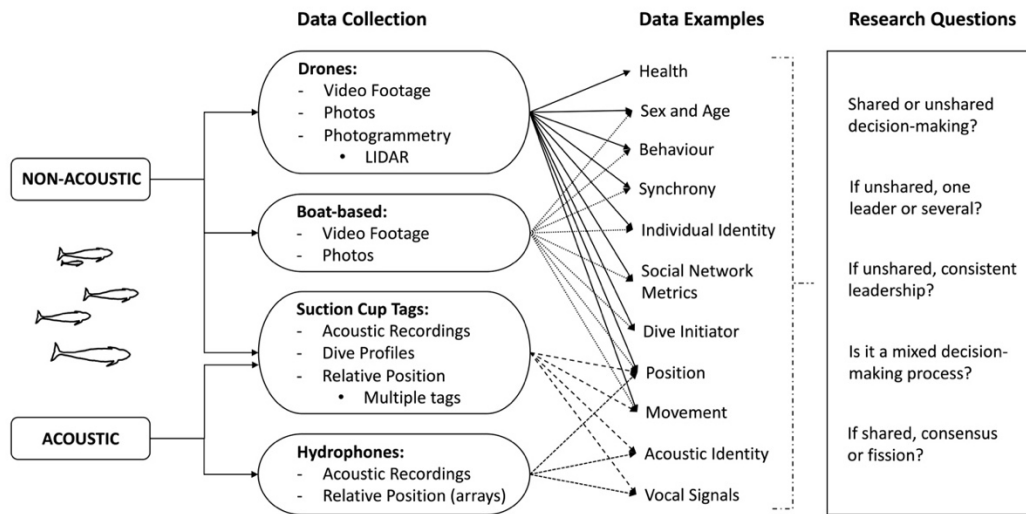 Data Collection
Data Examples
Research Questions
NON-ACOUSTIC
ACOUSTIC
Drones:
- Video Footage
- Photos
- Photogrammetry
• LIDAR
Boat-based:
- Video Footage
- Photos
Suction Cup Tags:
- Acoustic Recordings
- Dive Profiles
- Relative Position
• Multiple tags
Hydrophones:
- Acoustic Recordings
- Relative Position (arrays)
Health
Sex and Age
Behaviour
Synchrony
Individual Identity
Social Network
Metrics
Dive Initiator
Position
Movement
Acoustic Identity
Vocal Signals
Shared or unshared
decision-making?
If unshared, one
leader or several?
If unshared, consistent
leadership?
Is it a mixed decision-
making process?
If shared, consensus
or fission?